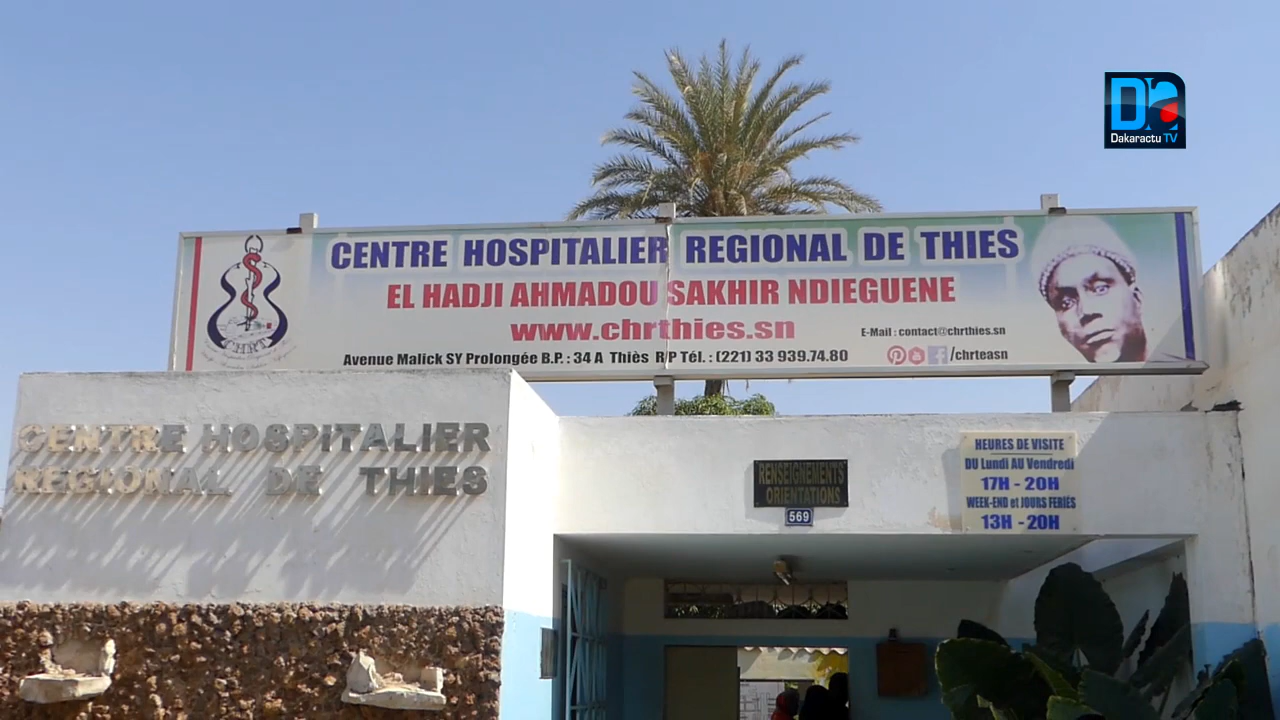 Dakaractu TV
CENTRE HOSPITALIER REGIONAL DE THIES
EL HADJI AHMADOU SAKHIR NDIEGUENE
www.chrthies.sn
E-Mail : contact@chrthies.sn
Avenue Malick SY Prolongée B.P. : 34 A Thiès R/P Tél. : (221) 33 939.74.80
/chrteasn
CHRT
CENTRE HOSPITALIER
REGIONAL DE THIES
RENSEIGNEMENTS
ORIENTATIONS
569
HEURES DE VISITE
DU Lundi AU Vendredi
17H - 20H
WEEK-END et JOURS FERIÉS
13H - 20H